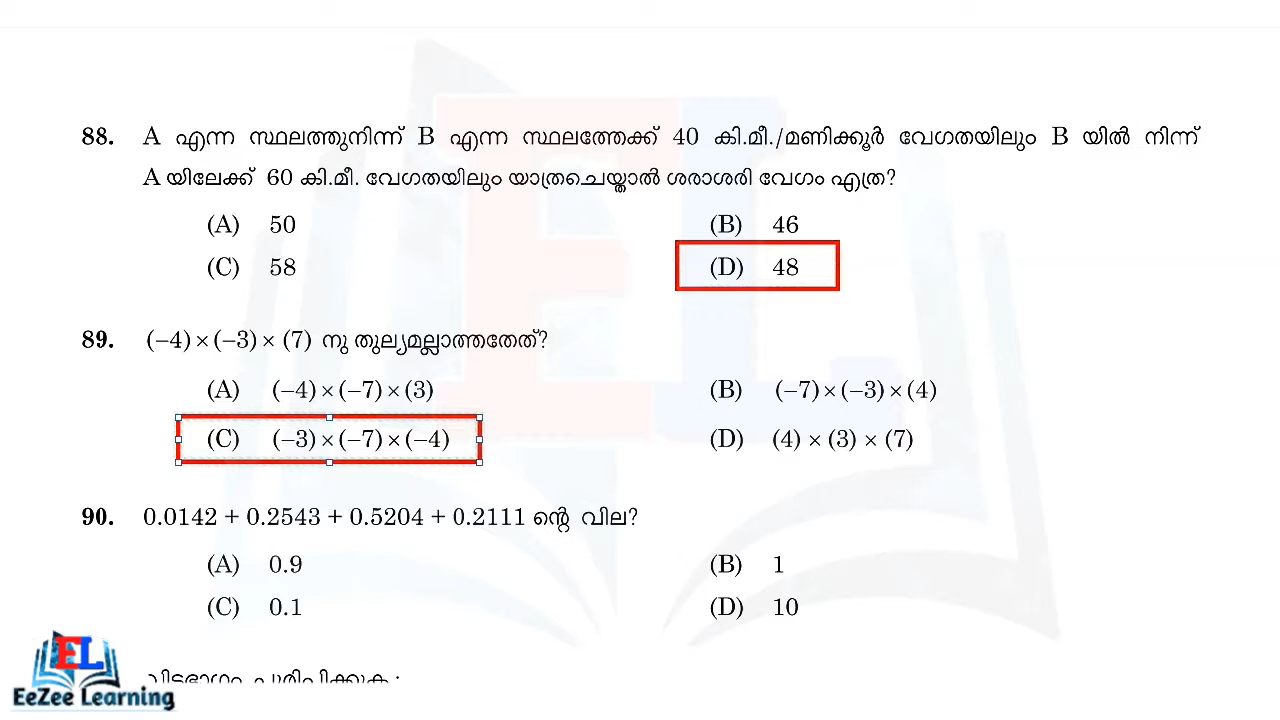 88. A എന്ന സ്ഥലത്തുനിന്ന് B എന്ന സ്ഥലത്തേക്ക് 40 കി.മീ./മണിക്കൂർ വേഗതയിലും B യിൽ നിന്ന്
A യിലേക്ക് 60 കി.മീ. വേഗതയിലും യാത്രചെയ്താൽ ശരാശരി വേഗം എത്ര?
(A) 50 (B) 46
(C) 58 (D) 48
89. (–4) × (–3) × (7) നു തുല്യമല്ലാത്തതേത്?
(A) (–4) × (–7) × (3) (B) (–7) × (–3) × (4)
(C) (–3) × (–7) × (–4) (D) (4) × (3) × (7)
90. 0.0142 + 0.2543 + 0.5204 + 0.2111 ന്റെ വില?
(A) 0.9 (B) 1
(C) 0.1 (D) 10
വിട്ടഭാഗം പൂരിപ്പിക്കുക :
EL
EeZee Learning